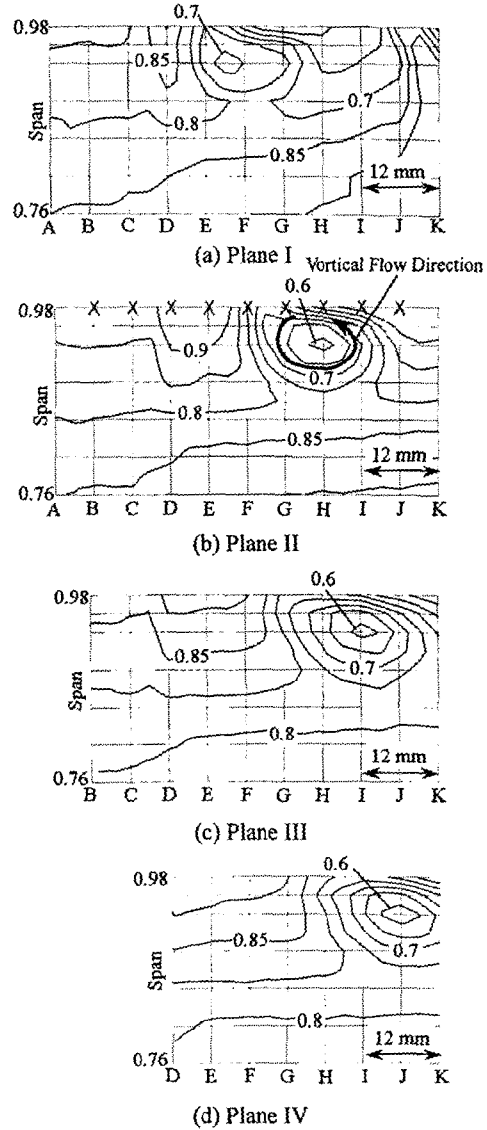 0.7
0.98
0.85
0.7
0.8
0.85
12 mm
Span
0.76
A B C D E F G H I J K
(a) Plane I
Vortical Flow Direction
0.6
X X X X X X X X X
0.98
0.9
0.7
0.8
0.85
12 mm
Span
0.76
A B C D E F G H I J K
(b) Plane II
0.6
0.98
0.85
0.7
0.8
12 mm
Span
0.76
B C D E F G H I J K
(c) Plane III
0.6
0.98
0.85
0.7
0.8
12 mm
Span
0.76
D E F G H I J K
(d) Plane IV